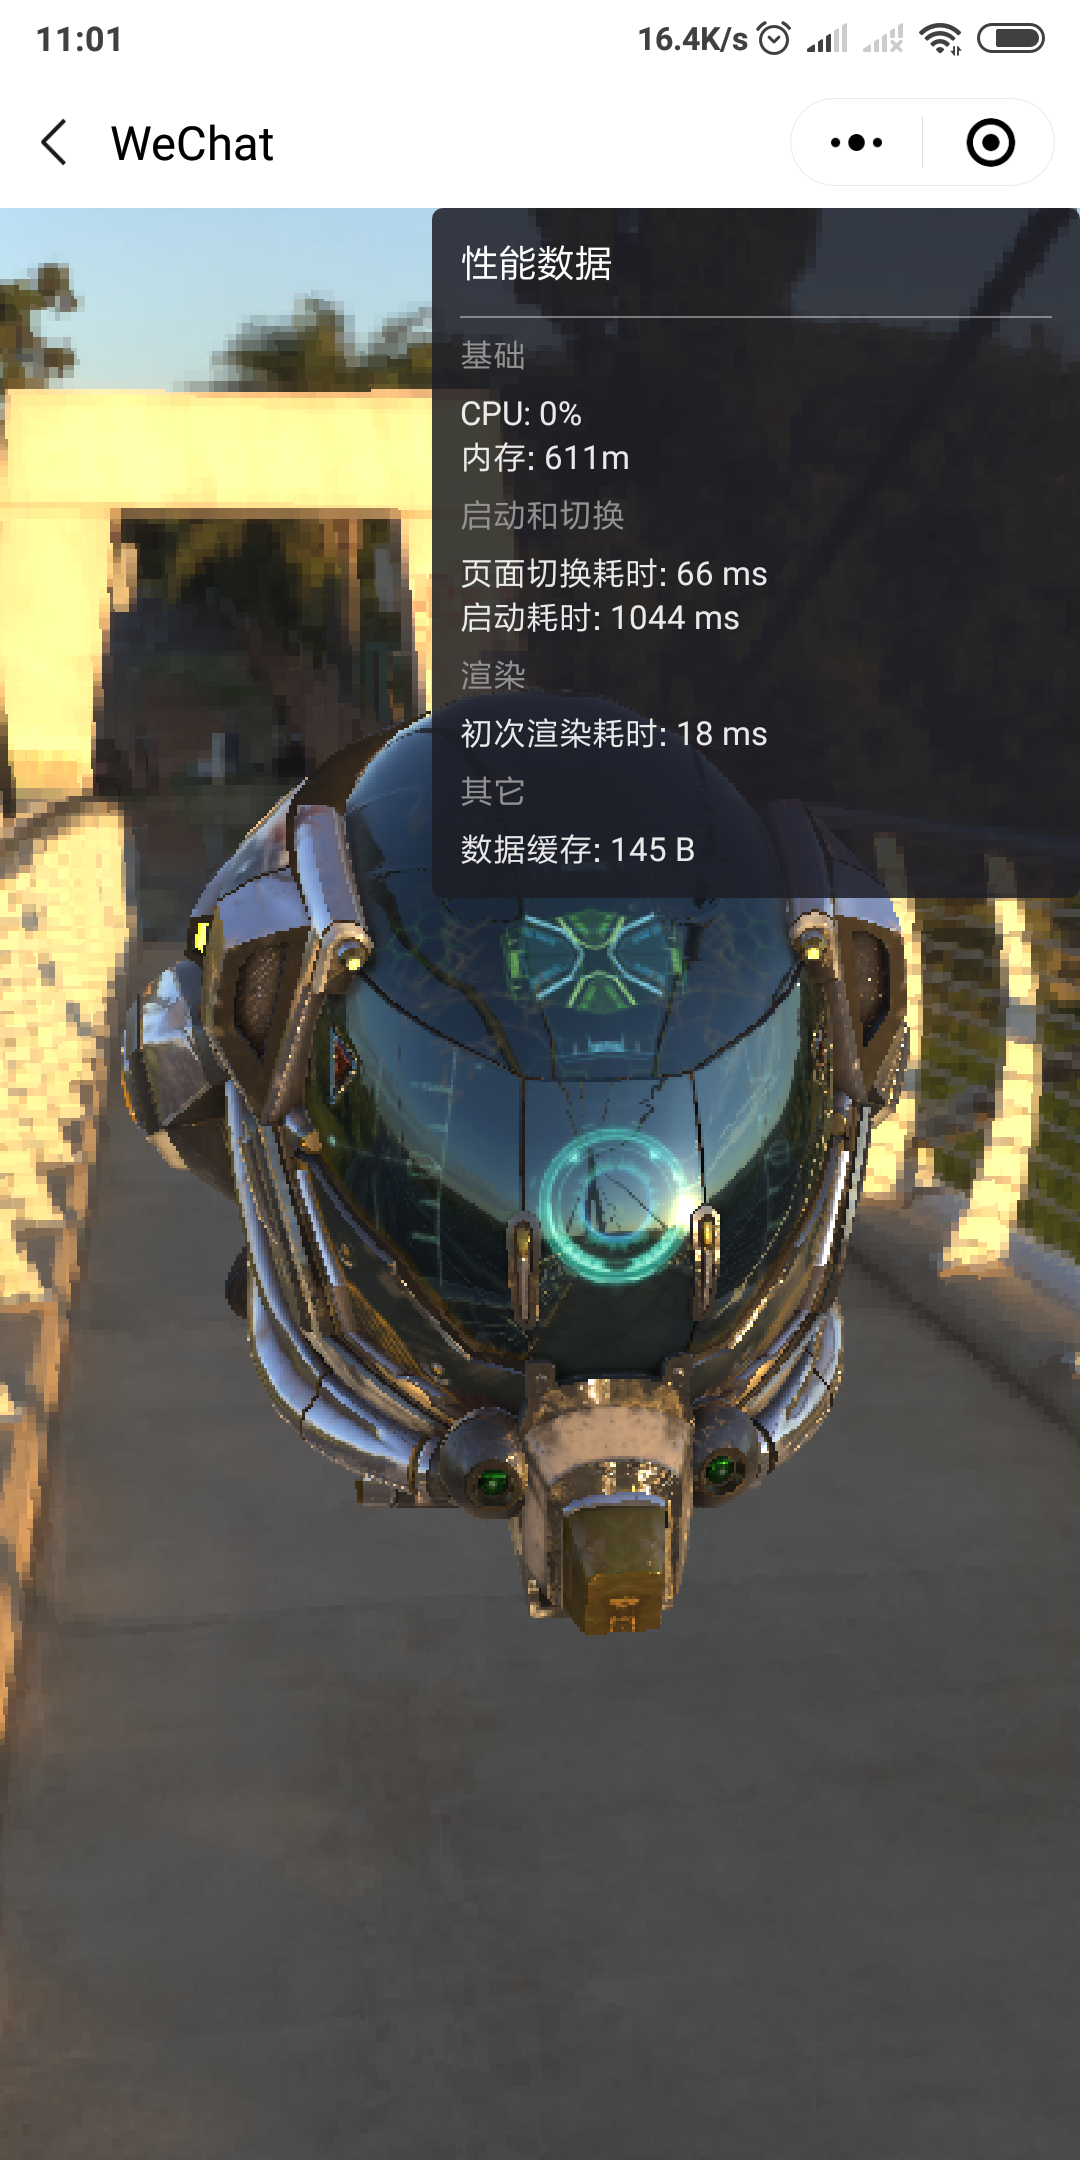 11:01
16.4K/s
WeChat
性能数据
基础
CPU: 0%
内存: 611m
启动和切换
页面切换耗时: 66 ms
启动耗时: 1044 ms
渲染
初次渲染耗时: 18 ms
其它
数据缓存: 145 B